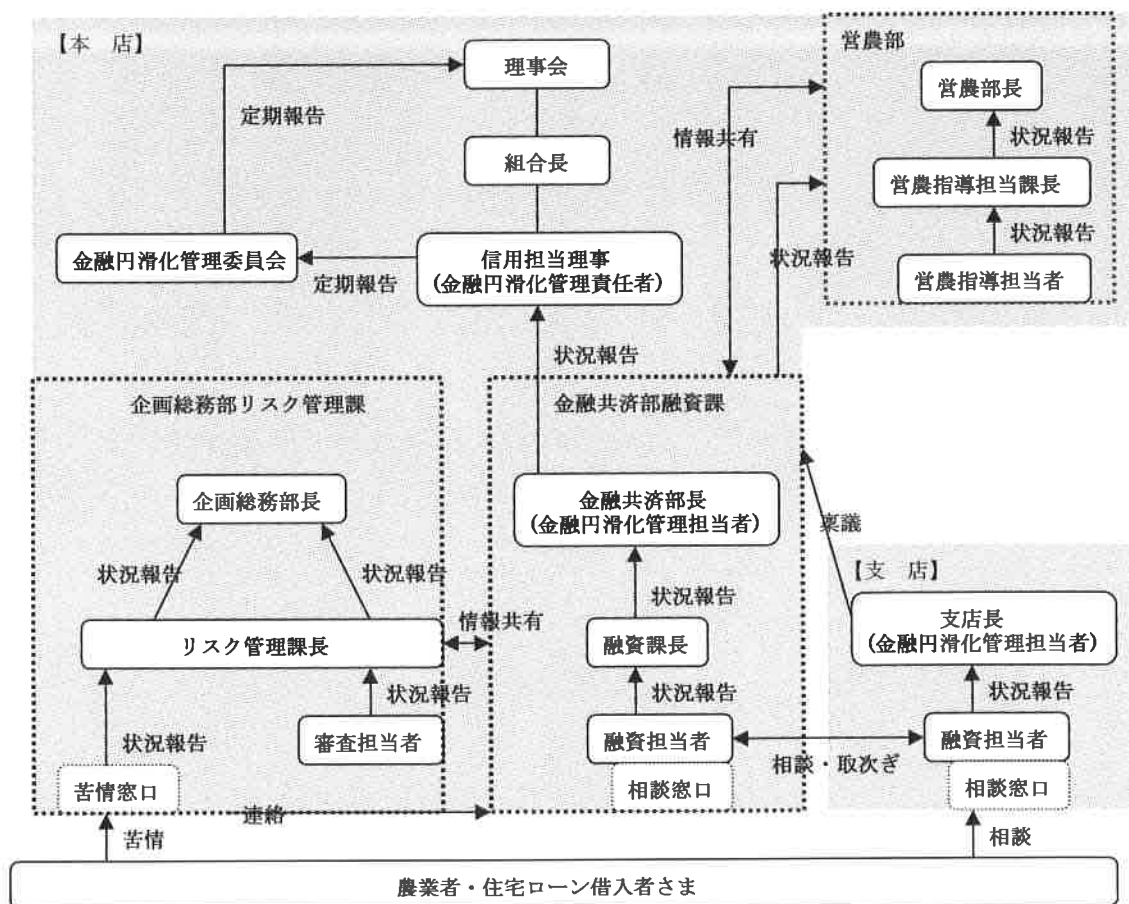 【本　店】
理事会
定期報告
組合長
金融円滑化管理委員会
定期報告
信用担当理事
(金融円滑化管理責任者)
状況報告
営農部
営農部長
状況報告
営農指導担当課長
状況報告
営農指導担当者
情報共有
状況報告
企画総務部リスク管理課
企画総務部長
状況報告
状況報告
リスク管理課長
状況報告
状況報告
審査担当者
苦情窓口
連絡
苦情
情報共有
金融共済部融資課
金融共済部長
(金融円滑化管理担当者)
状況報告
融資課長
状況報告
融資担当者
相談窓口
相談・取次ぎ
稟議
【支　店】
支店長
(金融円滑化管理担当者)
状況報告
融資担当者
相談窓口
相談
農業者・住宅ローン借入者さま